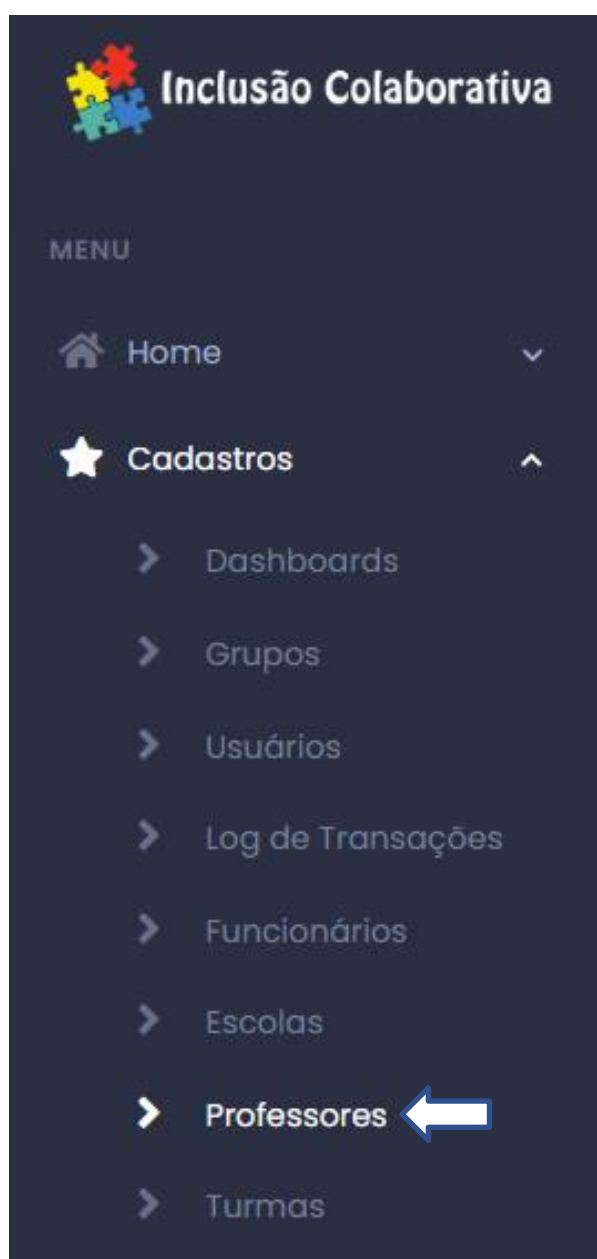 Inclusão Colaborativa
MENU
Home
Cadastros
Dashboards
Grupos
Usuários
Log de Transações
Funcionários
Escolas
Professores
Turmas